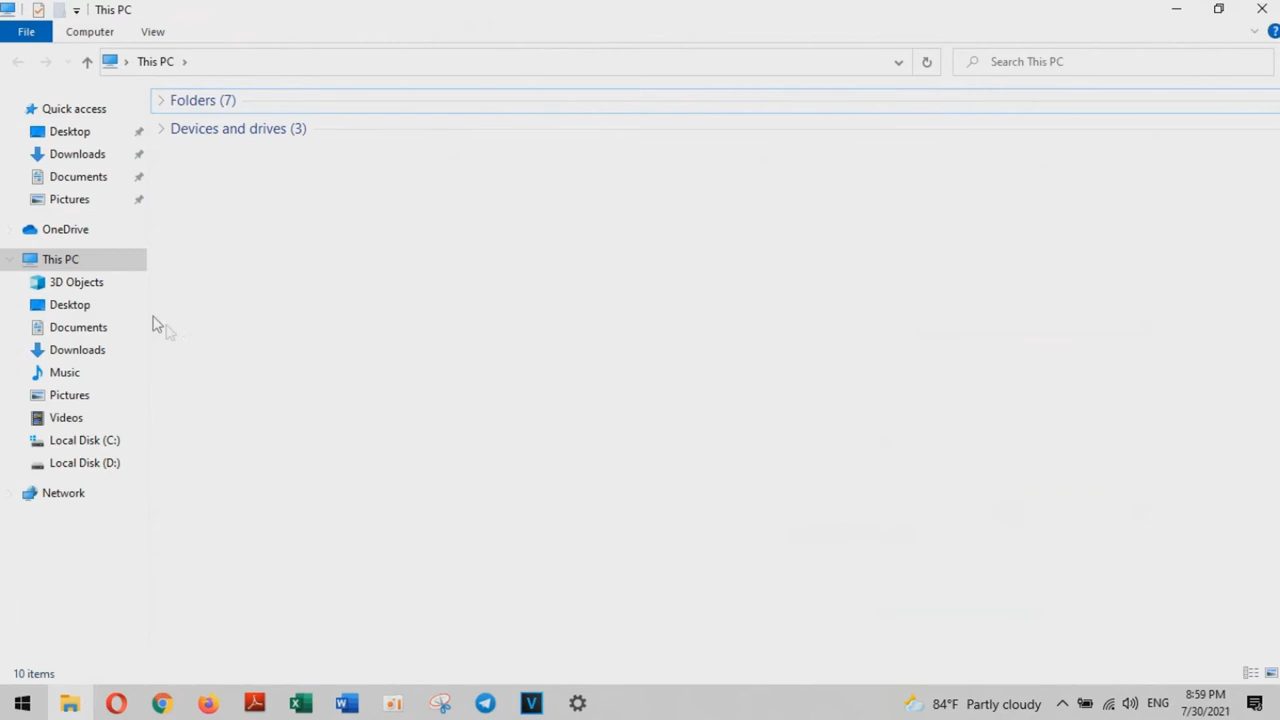 This PC
File Computer View
This PC
Search This PC
Quick access
Desktop
Downloads
Documents
Pictures
OneDrive
This PC
3D Objects
Desktop
Documents
Downloads
Music
Pictures
Videos
Local Disk (C:)
Local Disk (D:)
Network
Folders (7)
Devices and drives (3)
10 items
84°F Partly cloudy
ENG
8:59 PM
7/30/2021